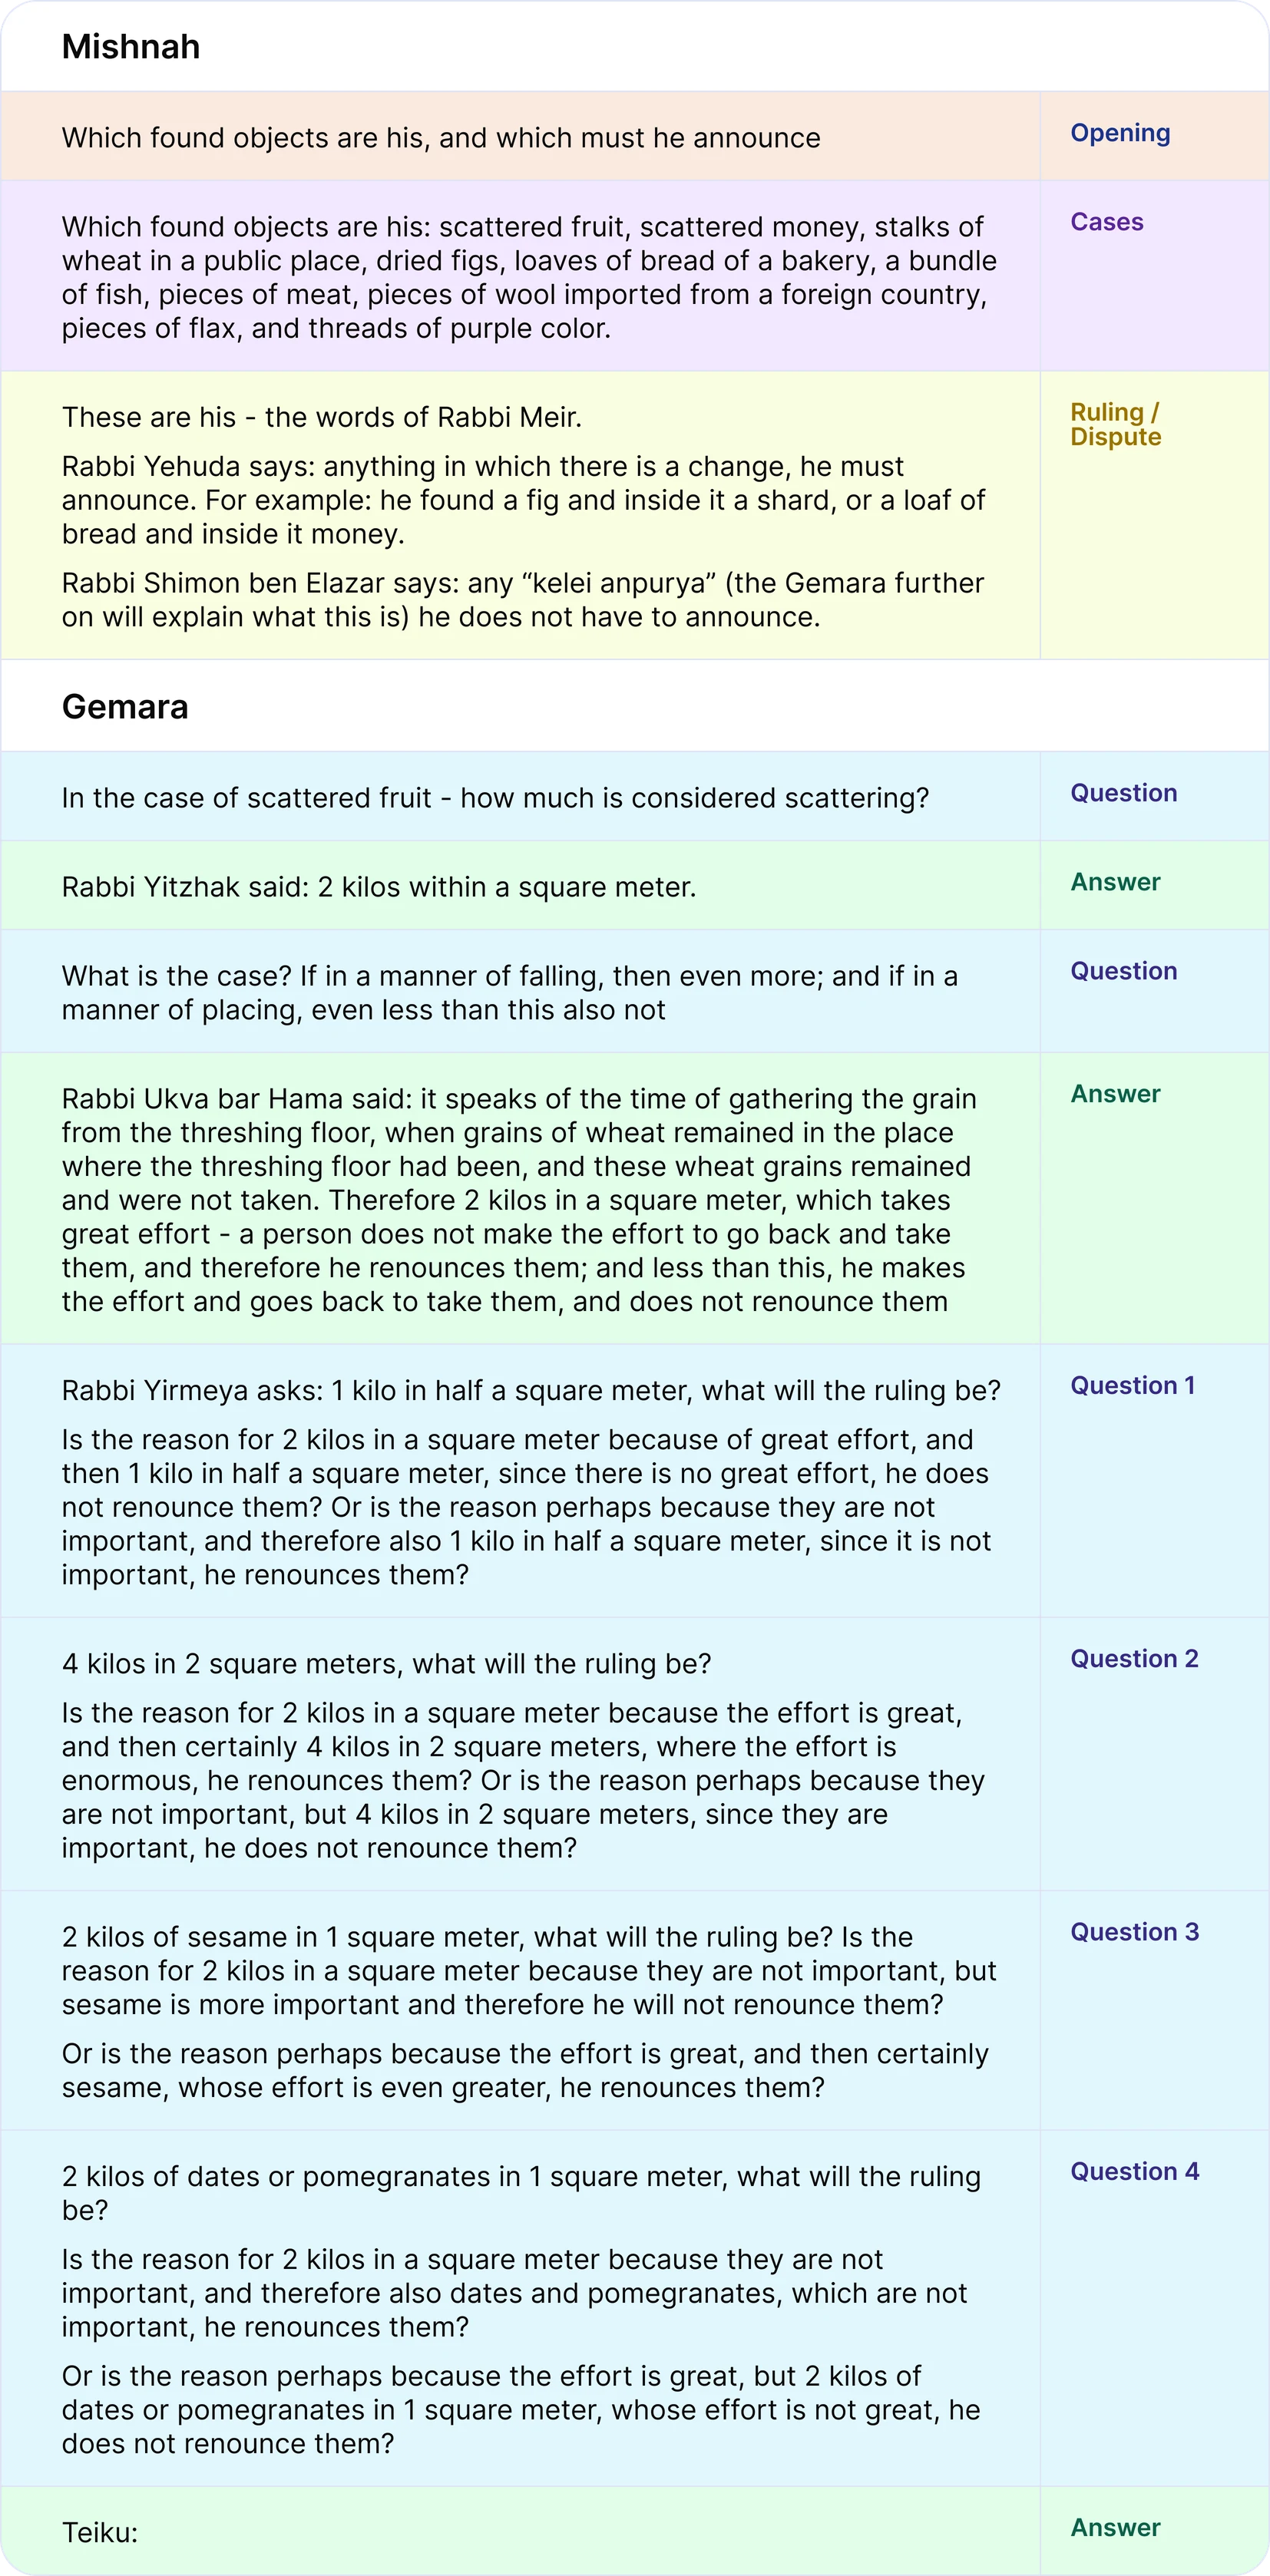 Mishnah
Which found objects are his, and which must he announce
Opening
Which found objects are his: scattered fruit, scattered money, stalks of
wheat in a public place, dried figs, loaves of bread of a bakery, a bundle
of fish, pieces of meat, pieces of wool imported from a foreign country,
pieces of flax, and threads of purple color.
Cases
These are his - the words of Rabbi Meir.
Rabbi Yehuda says: anything in which there is a change, he must
announce. For example: he found a fig and inside it a shard, or a loaf of
bread and inside it money.
Rabbi Shimon ben Elazar says: any “kelei anpurya” (the Gemara further
on will explain what this is) he does not have to announce.
Ruling /
Dispute
Gemara
In the case of scattered fruit - how much is considered scattering?
Question
Rabbi Yitzhak said: 2 kilos within a square meter.
Answer
What is the case? If in a manner of falling, then even more; and if in a
manner of placing, even less than this also not
Question
Rabbi Ukva bar Hama said: it speaks of the time of gathering the grain
from the threshing floor, when grains of wheat remained in the place
where the threshing floor had been, and these wheat grains remained
and were not taken. Therefore 2 kilos in a square meter, which takes
great effort - a person does not make the effort to go back and take
them, and therefore he renounces them; and less than this, he makes
the effort and goes back to take them, and does not renounce them
Answer
Rabbi Yirmeya asks: 1 kilo in half a square meter, what will the ruling be?
Is the reason for 2 kilos in a square meter because of great effort, and
then 1 kilo in half a square meter, since there is no great effort, he does
not renounce them? Or is the reason perhaps because they are not
important, and therefore also 1 kilo in half a square meter, since it is not
important, he renounces them?
Question 1
4 kilos in 2 square meters, what will the ruling be?
Is the reason for 2 kilos in a square meter because the effort is great,
and then certainly 4 kilos in 2 square meters, where the effort is
enormous, he renounces them? Or is the reason perhaps because they
are not important, but 4 kilos in 2 square meters, since they are
important, he does not renounce them?
Question 2
2 kilos of sesame in 1 square meter, what will the ruling be? Is the
reason for 2 kilos in a square meter because they are not important, but
sesame is more important and therefore he will not renounce them?
Or is the reason perhaps because the effort is great, and then certainly
sesame, whose effort is even greater, he renounces them?
Question 3
2 kilos of dates or pomegranates in 1 square meter, what will the ruling
be?
Is the reason for 2 kilos in a square meter because they are not
important, and therefore also dates and pomegranates, which are not
important, he renounces them?
Or is the reason perhaps because the effort is great, but 2 kilos of
dates or pomegranates in 1 square meter, whose effort is not great, he
does not renounce them?
Question 4
Teiku:
Answer